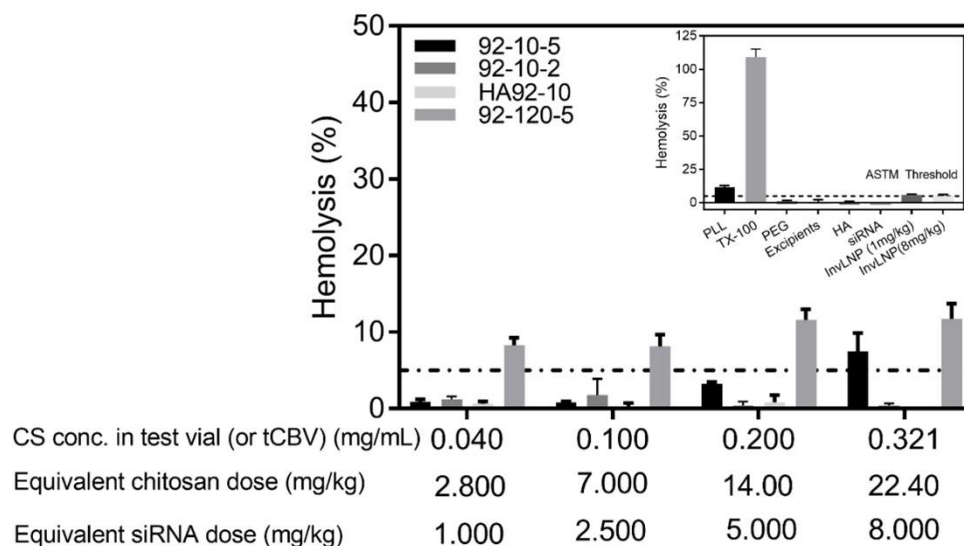 50
40
30
20
10
0
Hemolysis (%)
92-10-5
92-10-2
HA92-10
92-120-5
125
100
75
50
25
0
Hemolysis (%)
ASTM Threshold
PLL
TX-100
PEG
Excipients
HA
siRNA
InvLNP (1mg/kg)
InvLNP(8mg/kg)
CS conc. in test vial (or tCBV) (mg/mL) 0.040 0.100 0.200 0.321
Equivalent chitosan dose (mg/kg) 2.800 7.000 14.00 22.40
Equivalent siRNA dose (mg/kg) 1.000 2.500 5.000 8.000